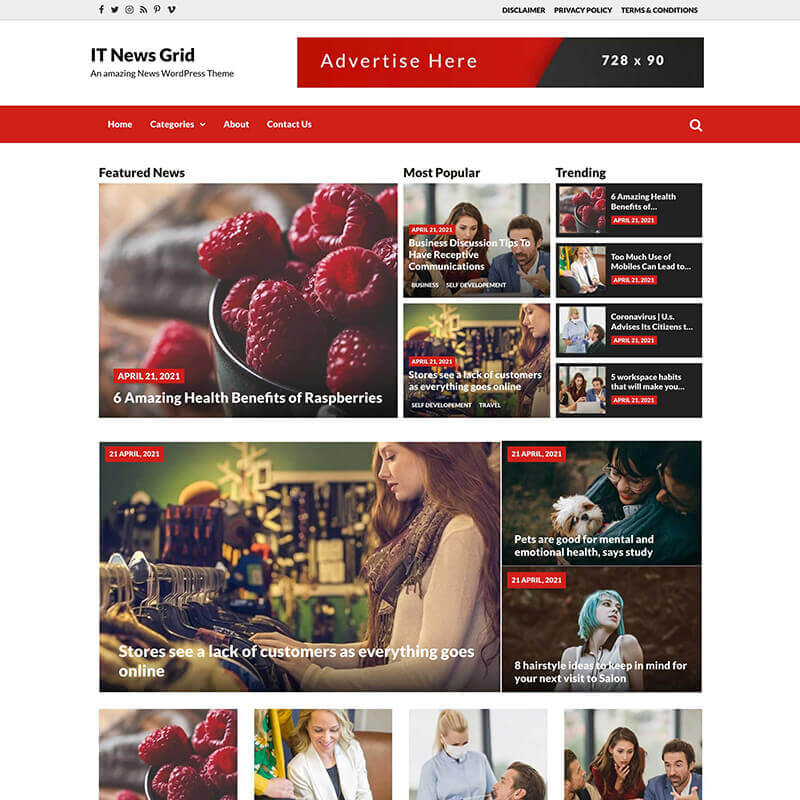 DISCLAIMER PRIVACY POLICY TERMS & CONDITIONS
IT News Grid
An amazing News WordPress Theme
Advertise Here
728 x 90
Home Categories About Contact Us
Featured News
APRIL 21, 2021
6 Amazing Health Benefits of Raspberries
Most Popular
APRIL 21, 2021
Business Discussion Tips To
Have Receptive
Communications
BUSINESS SELF DEVELOPEMENT
APRIL 21, 2021
Stores see a lack of customers
as everything goes online
SELF DEVELOPEMENT TRAVEL
Trending
6 Amazing Health
Benefits of...
APRIL 21, 2021
Too Much Use of
Mobiles Can Lead to...
APRIL 21, 2021
Coronavirus | U.s.
Advises Its Citizens t...
APRIL 21, 2021
5 workspace habits
that will make you...
APRIL 21, 2021
21 APRIL, 2021
Stores see a lack of customers as everything goes
online
21 APRIL, 2021
Pets are good for mental and
emotional health, says study
21 APRIL, 2021
8 hairstyle ideas to keep in mind for
your next visit to Salon